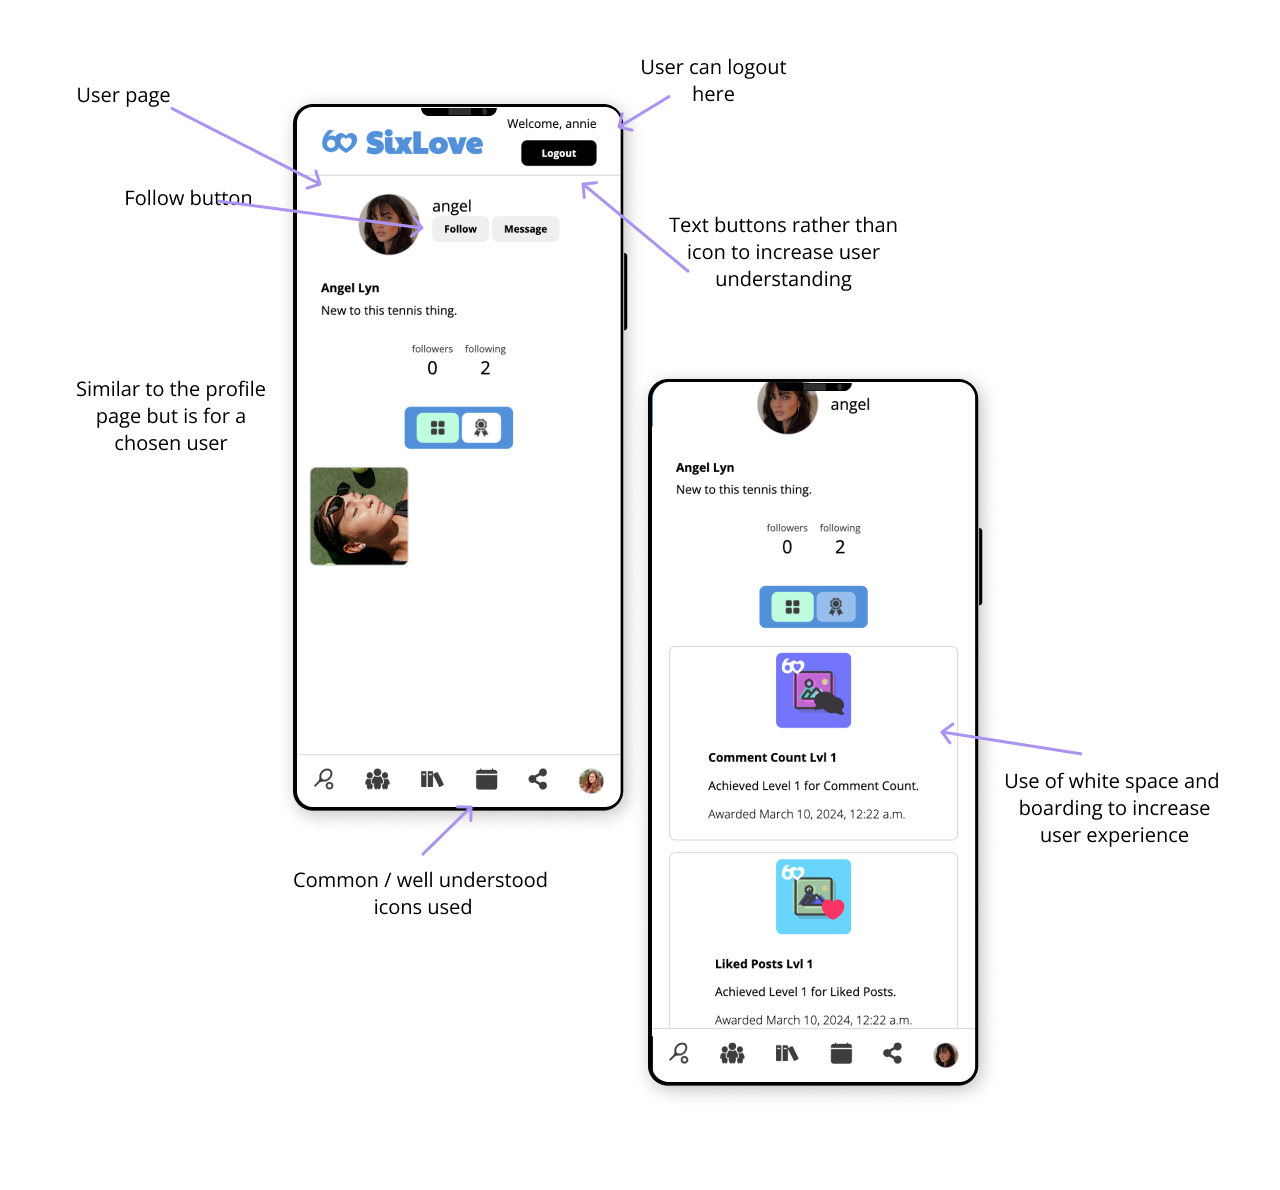 User page
User can logout
here
Welcome, annie
60 SixLove
Logout
Follow button
angel
Follow Message
Text buttons rather than
icon to increase user
understanding
Angel Lyn
New to this tennis thing.
followers following
0 2
Similar to the profile
page but is for a
chosen user
angel
Angel Lyn
New to this tennis thing.
followers following
0 2
60
Comment Count Lvl 1
Achieved Level 1 for Comment Count.
Awarded March 10, 2024, 12:22 a.m.
Use of white space and
boarding to increase
user experience
60
Liked Posts Lvl 1
Achieved Level 1 for Liked Posts.
Awarded March 10, 2024, 12:22 a.m.
Common / well understood
icons used